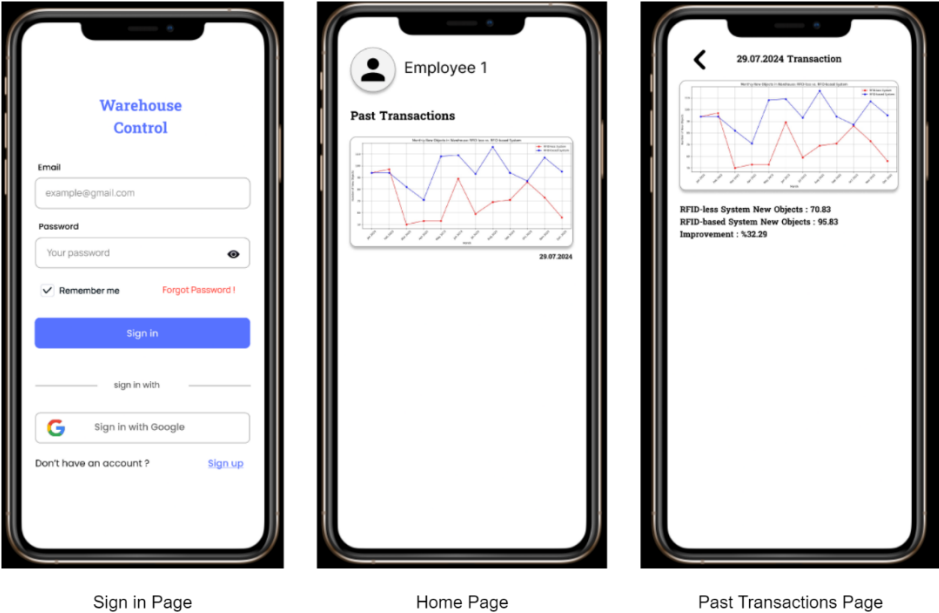 Warehouse
Control
Email
example@gmail.com
Password
Your password
Remember me
Forgot Password !
Sign in
sign in with
Sign in with Google
Don't have an account ?
Sign up
Sign in Page
Employee 1
Past Transactions
29.07.2024
Home Page
29.07.2024 Transaction
RFID-less System New Objects : 70.83
RFID-based System New Objects : 95.83
Improvement : %32.29
Past Transactions Page